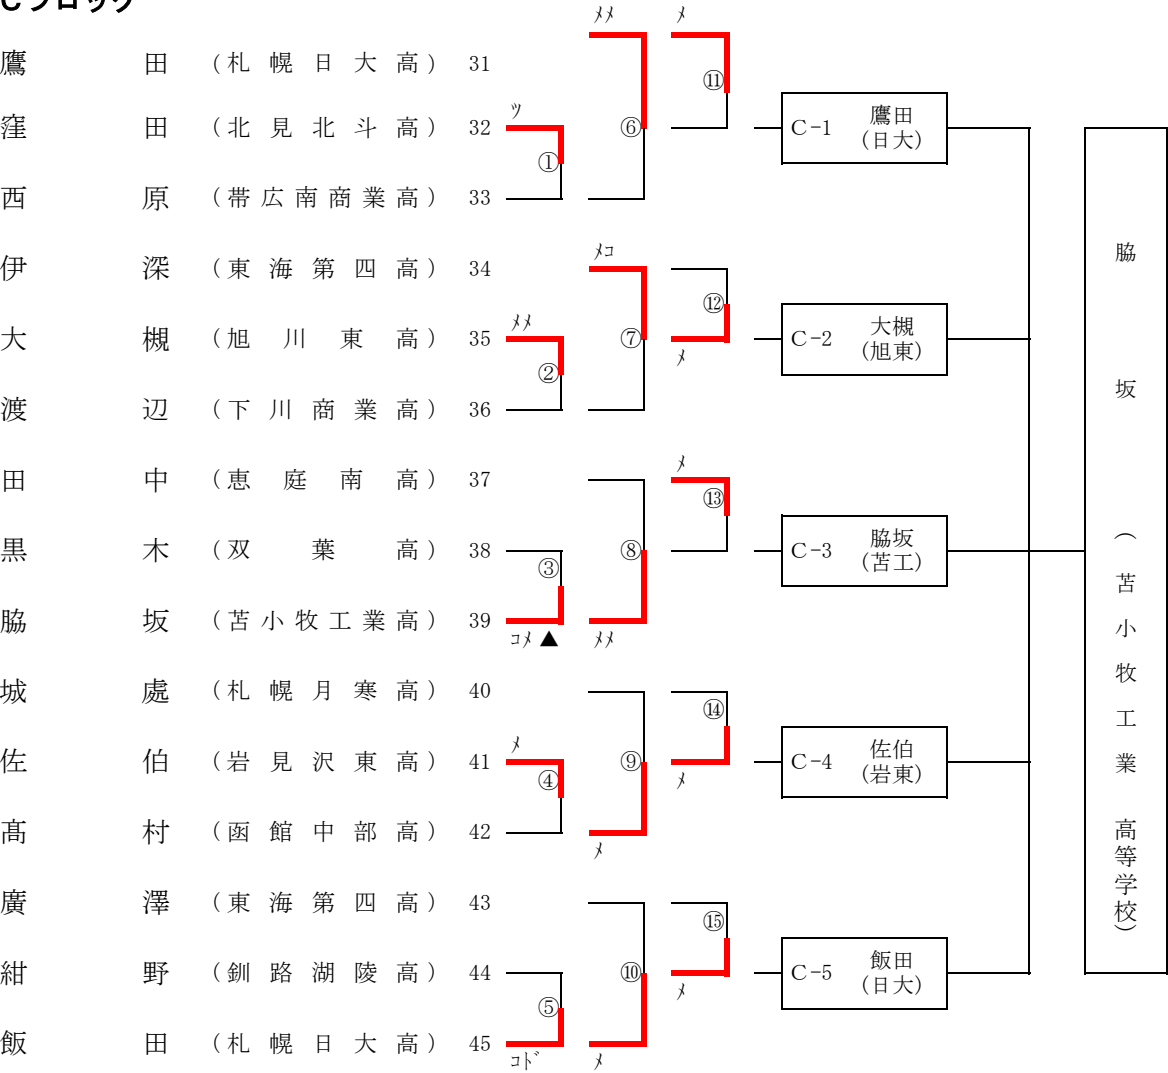 Cブロック
鷹田 (札幌日大高) 31
窪田 (北見北斗高) 32
西原 (帯広南商業高) 33
伊深 (東海第四高) 34
大槻 (旭川東高) 35
渡辺 (下川商業高) 36
田中 (恵庭南高) 37
黒木 (双葉高) 38
脇坂 (苫小牧工業高) 39
城處 (札幌月寒高) 40
佐伯 (岩見沢東高) 41
髙村 (函館中部高) 42
廣澤 (東海第四高) 43
紺野 (釧路湖陵高) 44
飯田 (札幌日大高) 45
ツ
①
メメ
②
③
コメ ▲
メ
④
⑤
コド
メメ
⑥
メコ
⑦
⑧
メメ
⑨
メ
⑩
メ
メ
⑪
⑫
メ
メ
⑬
⑭
メ
⑮
メ
C-1 鷹田
(日大)
C-2 大槻
(旭東)
C-3 脇坂
(苫工)
C-4 佐伯
(岩東)
C-5 飯田
(日大)
脇坂 (苫小牧工業高等学校)